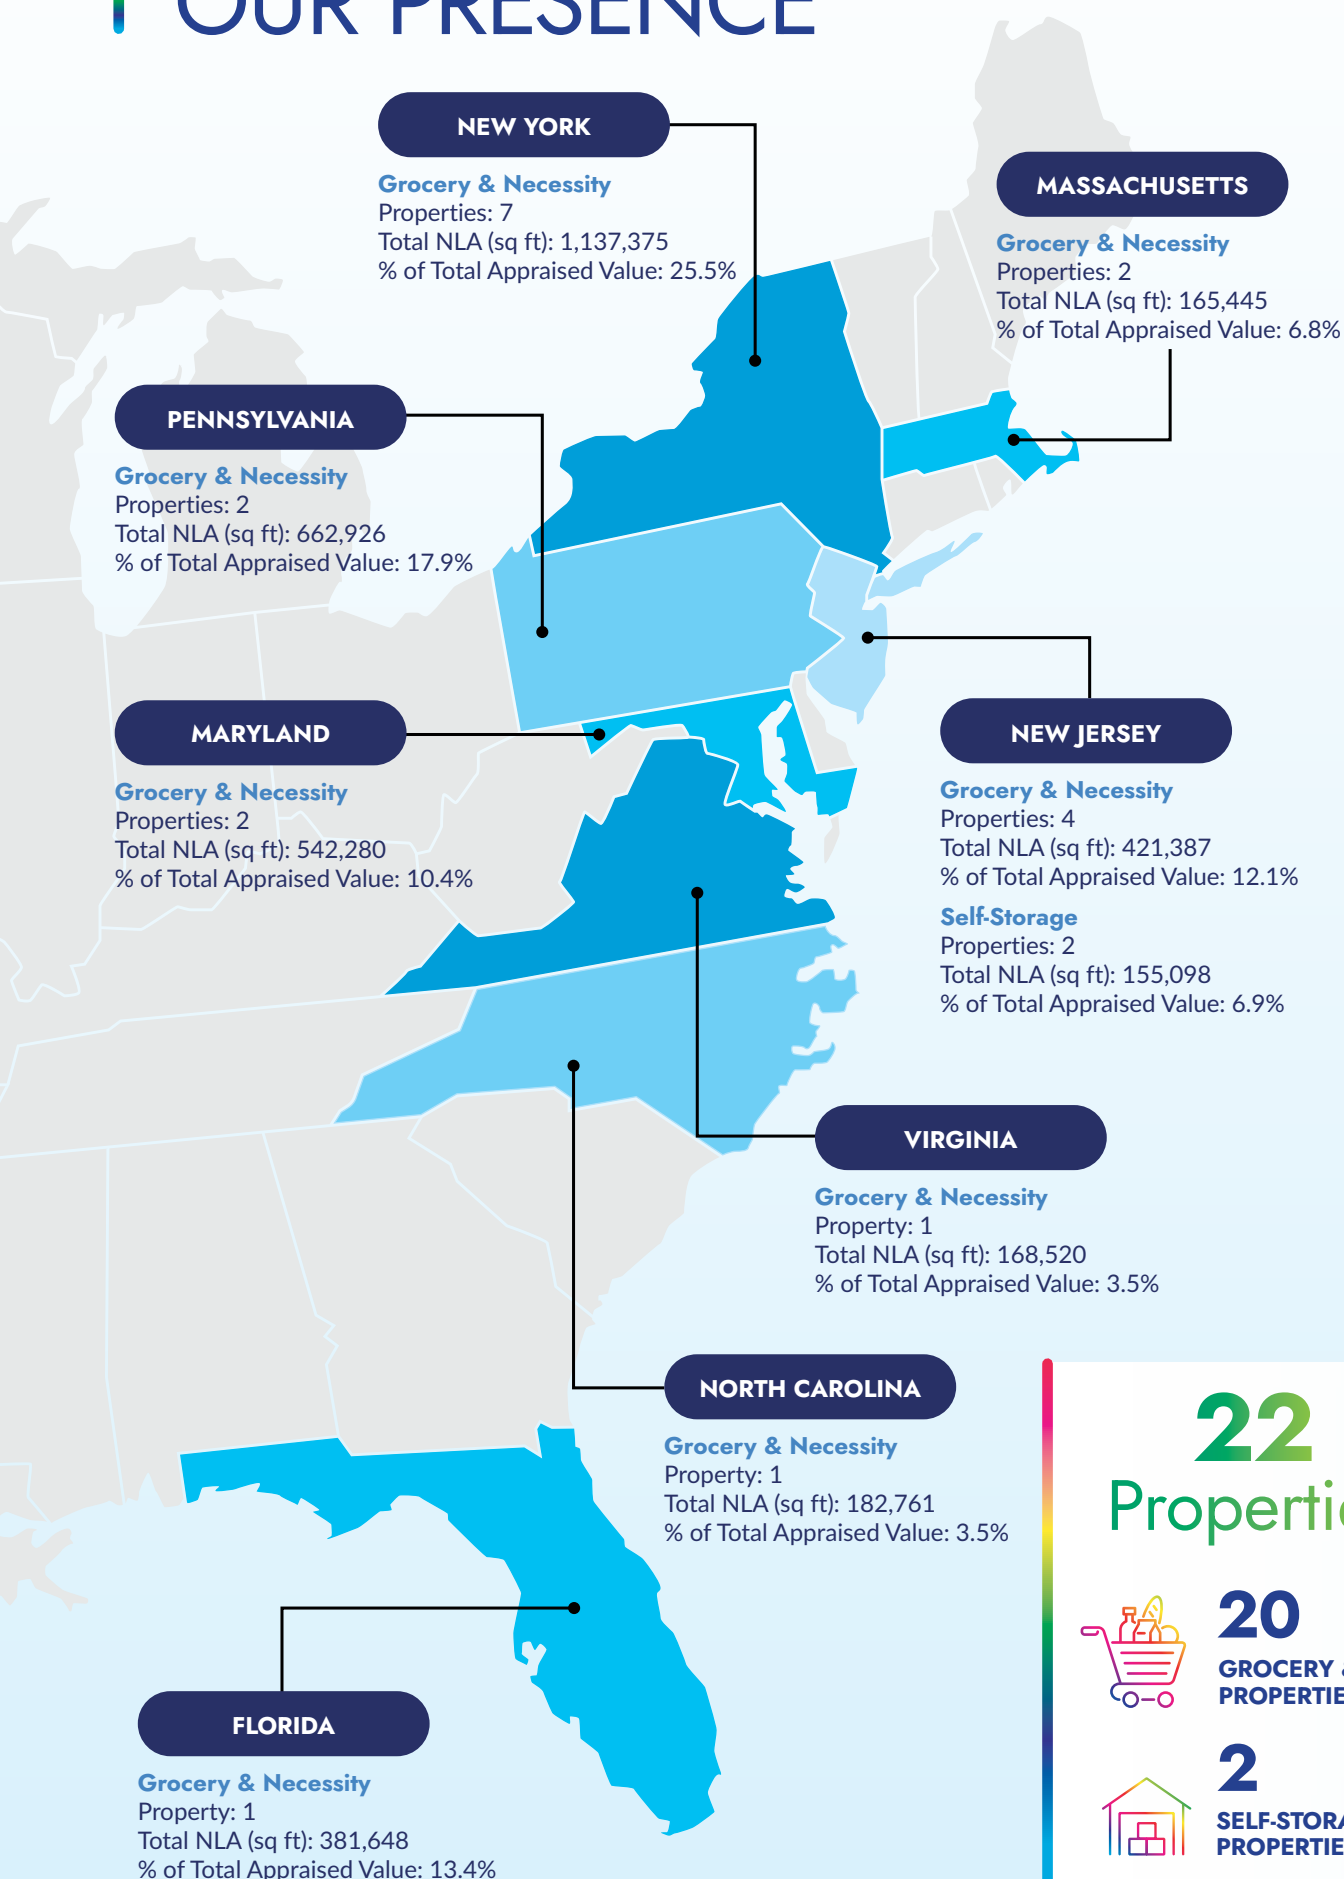 OUR PRESENCE
NEW YORK
Grocery & Necessity
Properties: 7
Total NLA (sq ft): 1,137,375
% of Total Appraised Value: 25.5%
MASSACHUSETTS
Grocery & Necessity
Properties: 2
Total NLA (sq ft): 165,445
% of Total Appraised Value: 6.8%
PENNSYLVANIA
Grocery & Necessity
Properties: 2
Total NLA (sq ft): 662,926
% of Total Appraised Value: 17.9%
MARYLAND
Grocery & Necessity
Properties: 2
Total NLA (sq ft): 542,280
% of Total Appraised Value: 10.4%
NEW JERSEY
Grocery & Necessity
Properties: 4
Total NLA (sq ft): 421,387
% of Total Appraised Value: 12.1%
Self-Storage
Properties: 2
Total NLA (sq ft): 155,098
% of Total Appraised Value: 6.9%
VIRGINIA
Grocery & Necessity
Property: 1
Total NLA (sq ft): 168,520
% of Total Appraised Value: 3.5%
NORTH CAROLINA
Grocery & Necessity
Property: 1
Total NLA (sq ft): 182,761
% of Total Appraised Value: 3.5%
FLORIDA
Grocery & Necessity
Property: 1
Total NLA (sq ft): 381,648
% of Total Appraised Value: 13.4%
22
20
GROCERY
2